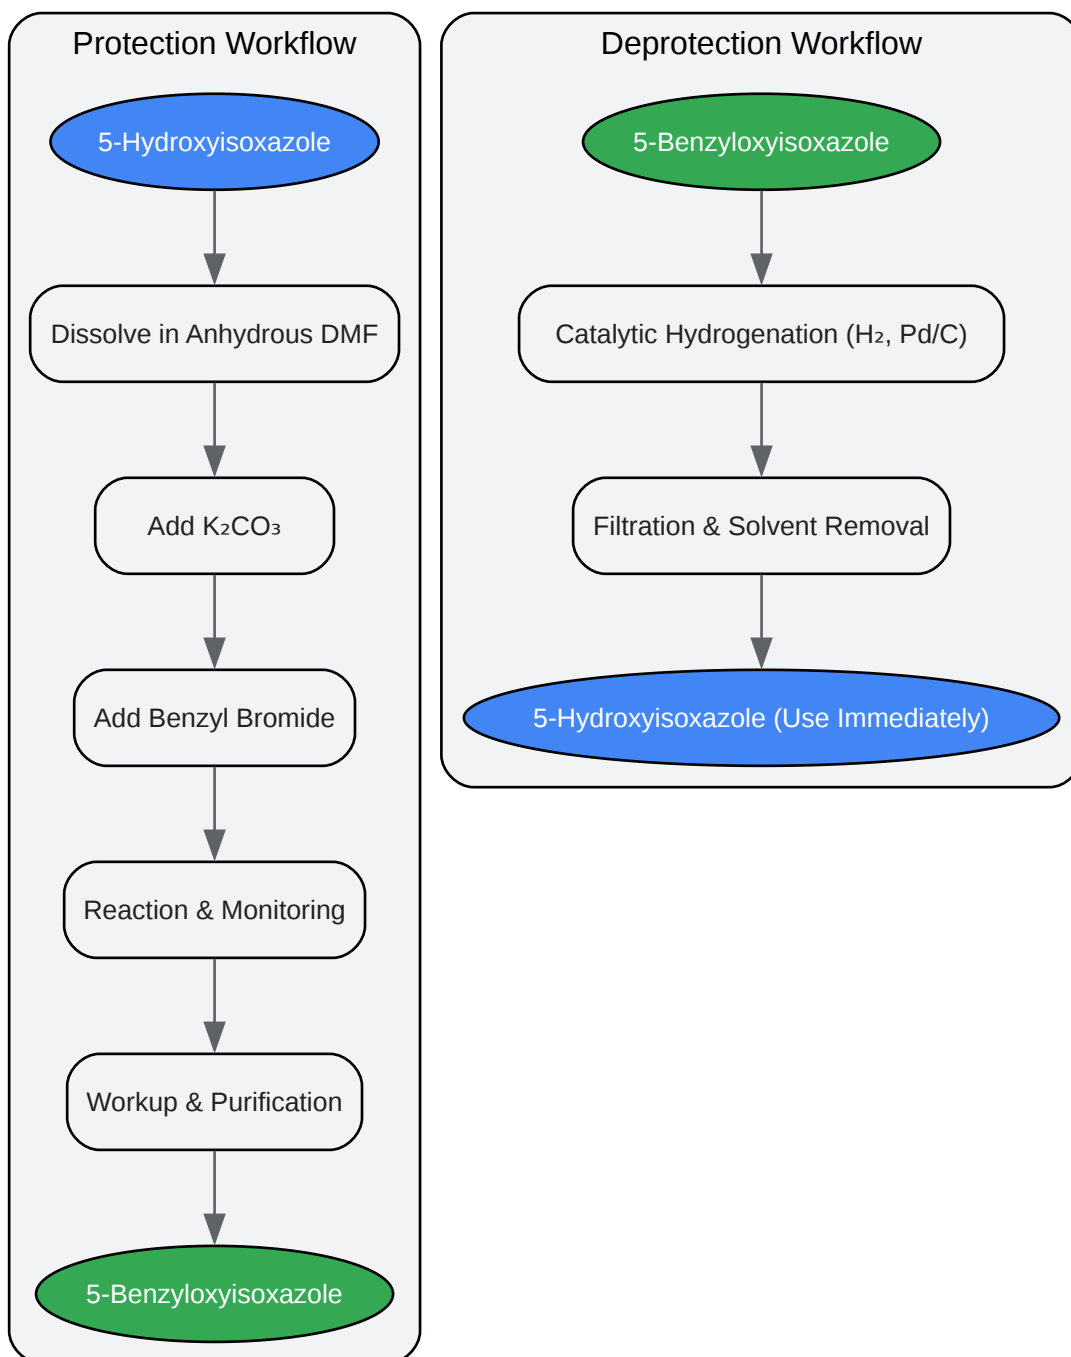 Protection Workflow
5-Hydroxyisoxazole
Dissolve in Anhydrous DMF
Add K₂CO₃
Add Benzyl Bromide
Reaction & Monitoring
Workup & Purification
5-Benzyloxyisoxazole
Deprotection Workflow
5-Benzyloxyisoxazole
Catalytic Hydrogenation (H₂, Pd/C)
Filtration & Solvent Removal
5-Hydroxyisoxazole (Use Immediately)